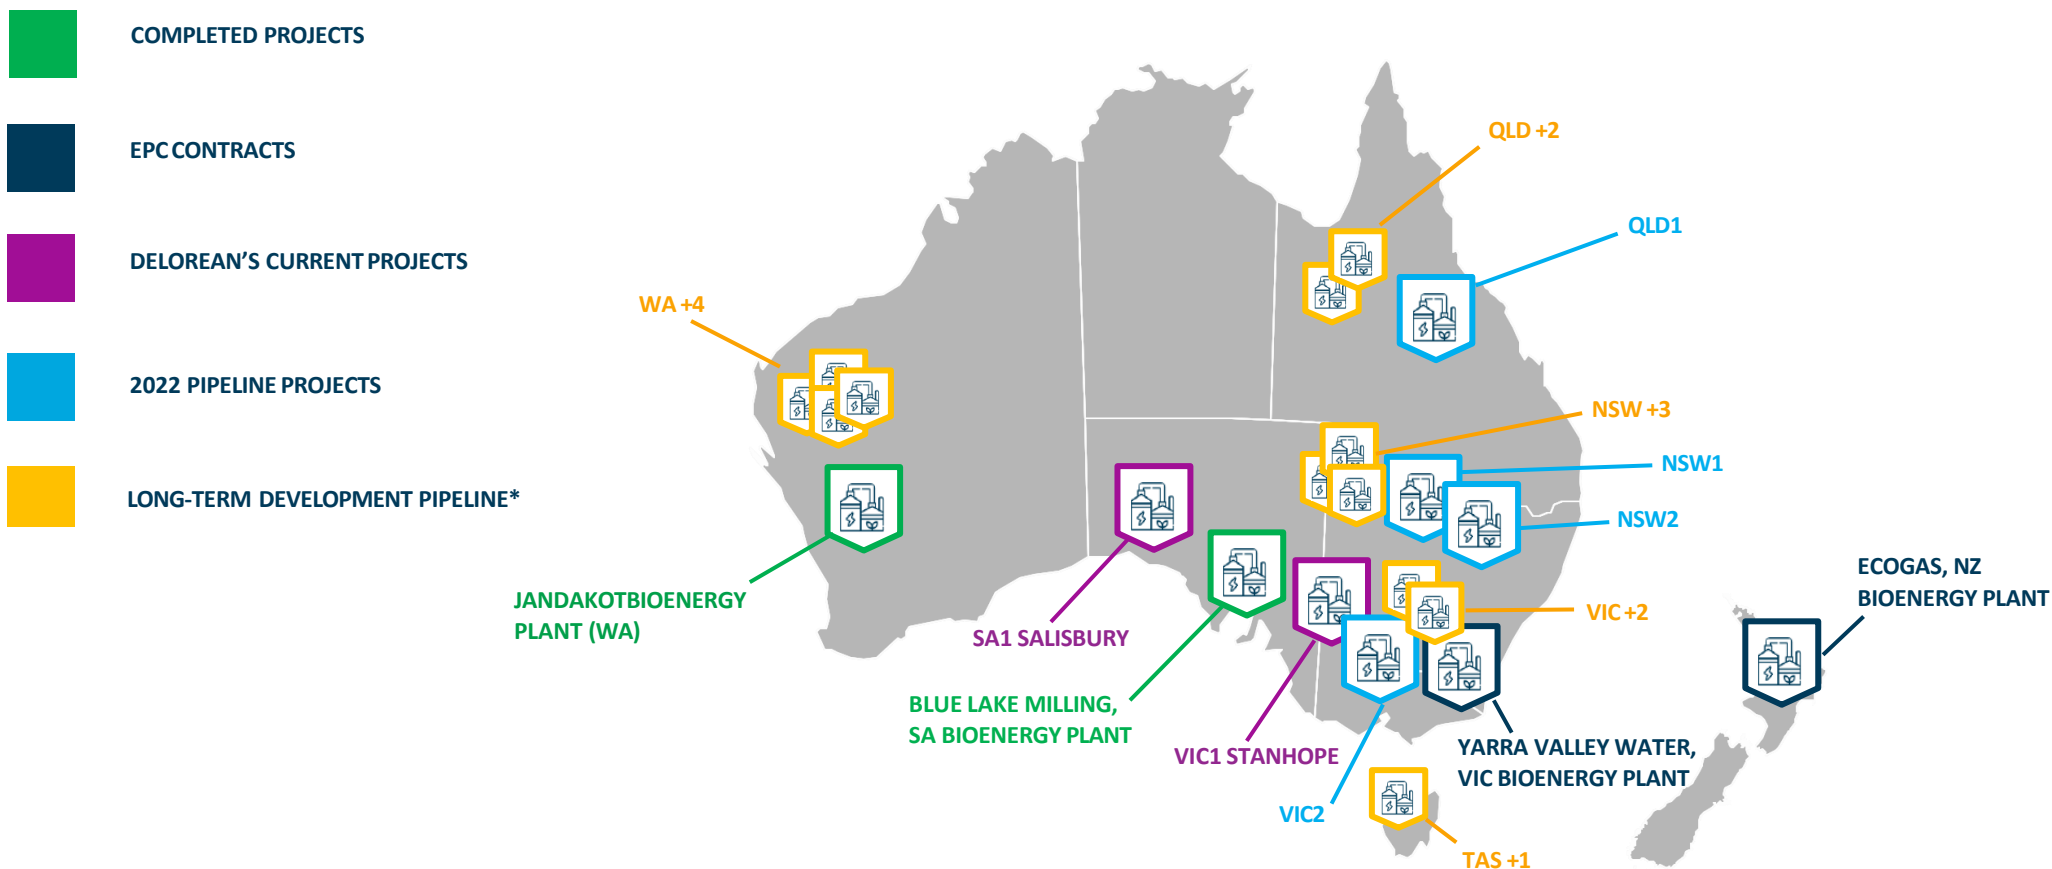 COMPLETED PROJECTS
EPC CONTRACTS
DELOREAN'S CURRENT PROJECTS
2022 PIPELINE PROJECTS
LONG-TERM DEVELOPMENT PIPELINE*
QLD +2
QLD1
WA +4
NSW +3
NSW1
NSW2
ECOGAS, NZ
BIOENERGY PLANT
JANDAKOTBIOENERGY
PLANT (WA)
SA1 SALISBURY
VIC +2
BLUE LAKE MILLING,
SA BIOENERGY PLANT
VIC1 STANHOPE
YARRA VALLEY WATER,
VIC BIOENERGY PLANT
VIC2
TAS +1